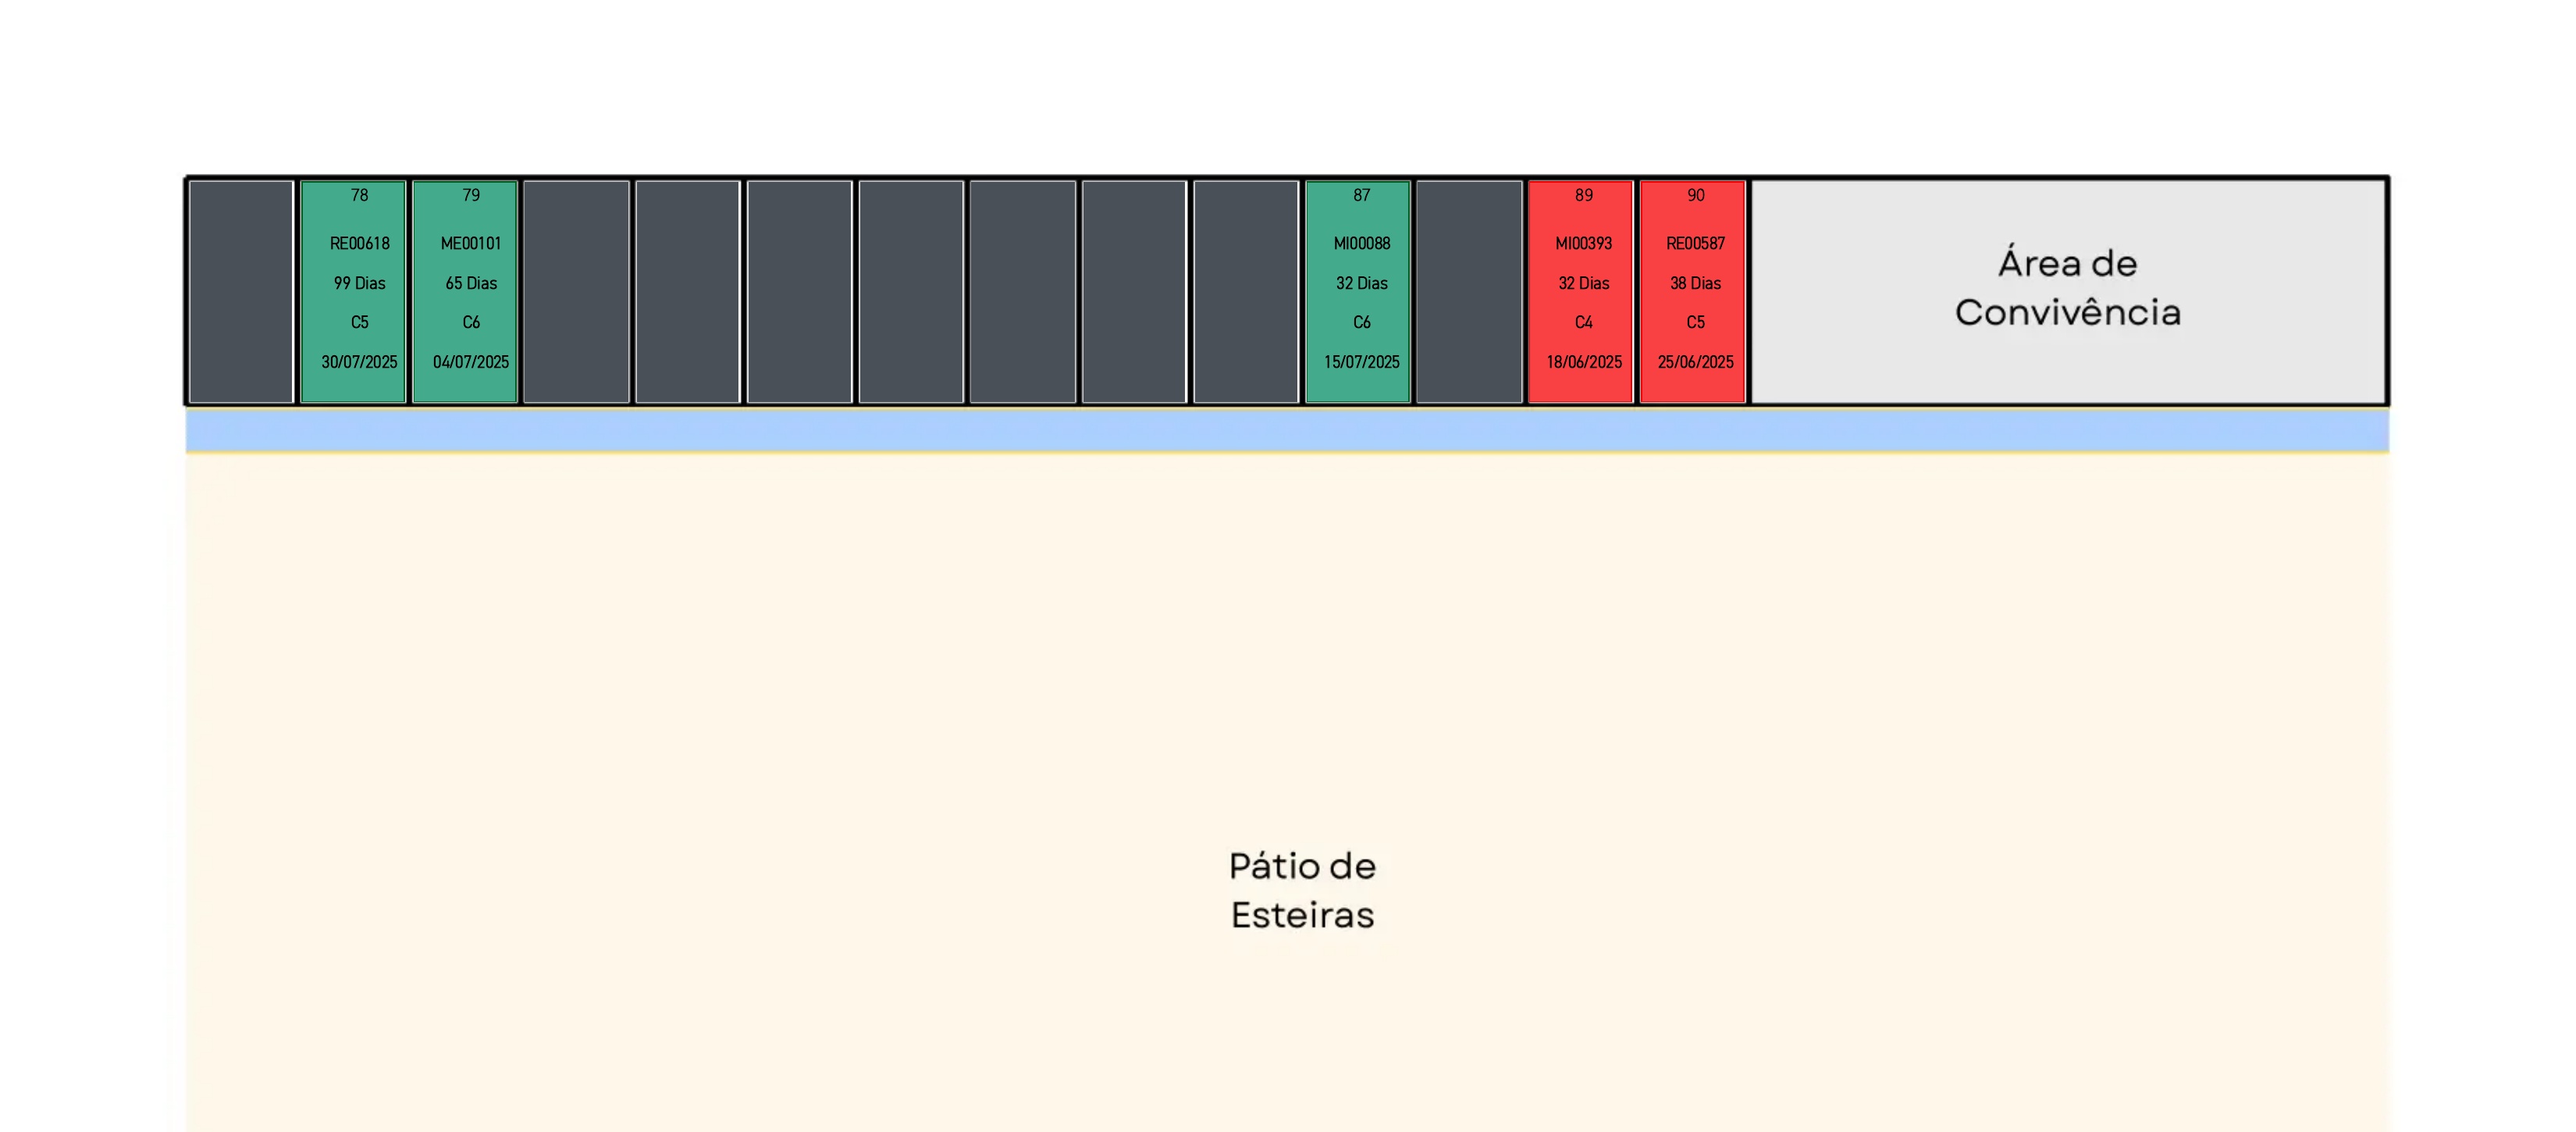 78
RE00618
99 Dias
C5
30/07/2025
79
ME00101
65 Dias
C6
04/07/2025
87
MI00088
32 Dias
C6
15/07/2025
89
MI00393
32 Dias
C4
18/06/2025
90
RE00587
38 Dias
C5
25/06/2025
Área de
Convivência
Pátio de
Esteiras